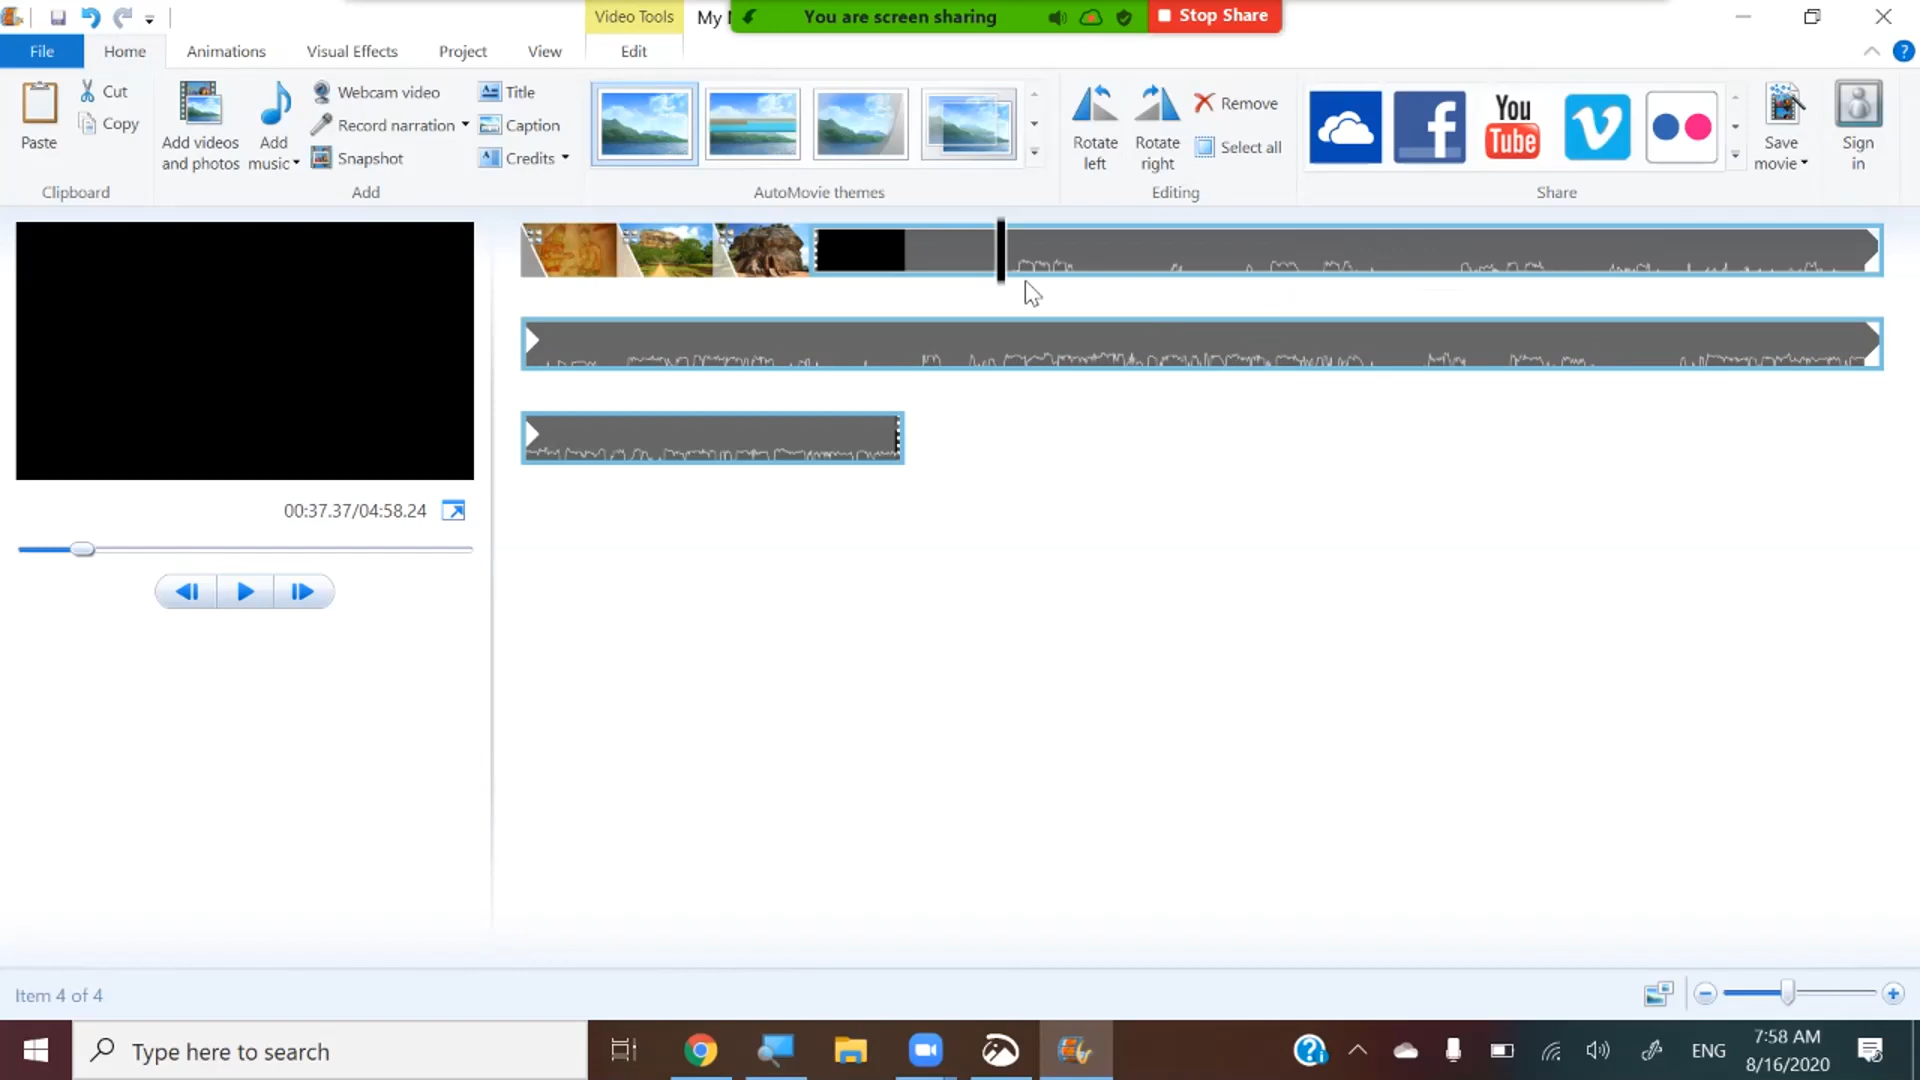 Video Tools
My
You are screen sharing
Stop Share
File
Home
Animations
Visual Effects
Project
View
Edit
Paste
Cut
Copy
Clipboard
Add videos
and photos
Add
music
Webcam video
Record narration
Snapshot
Title
Caption
Credits
Add
AutoMovie themes
Rotate
left
Rotate
right
Remove
Select all
Editing
You
Tube
Share
Save
movie
Sign
in
00:37.37/04:58.24
Item 4 of 4
Type here to search
ENG
7:58 AM
8/16/2020